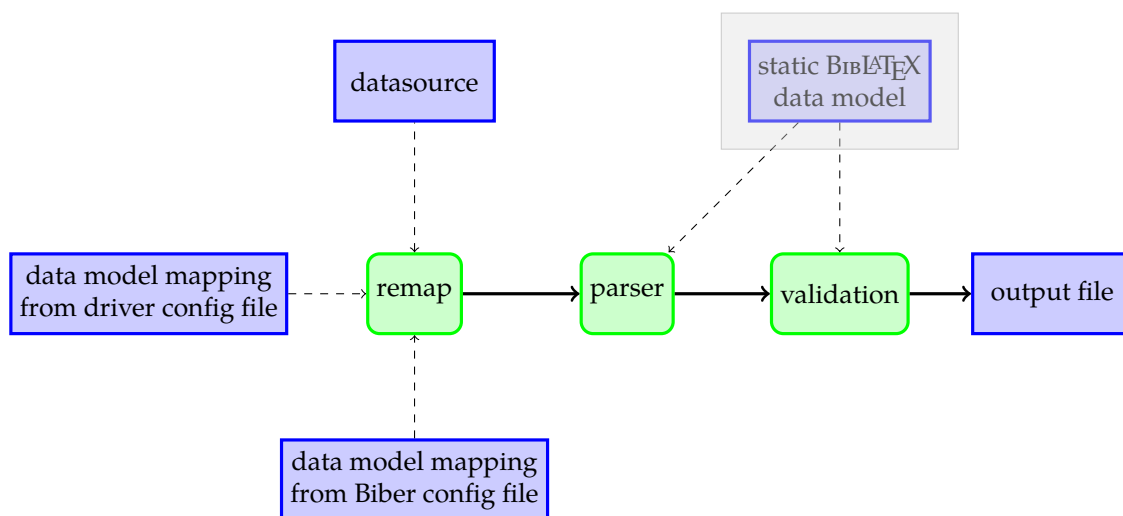 datasource
static BIBLATEX
data model
data model mapping
from driver config file
remap
parser
validation
output file
data model mapping
from Biber config file